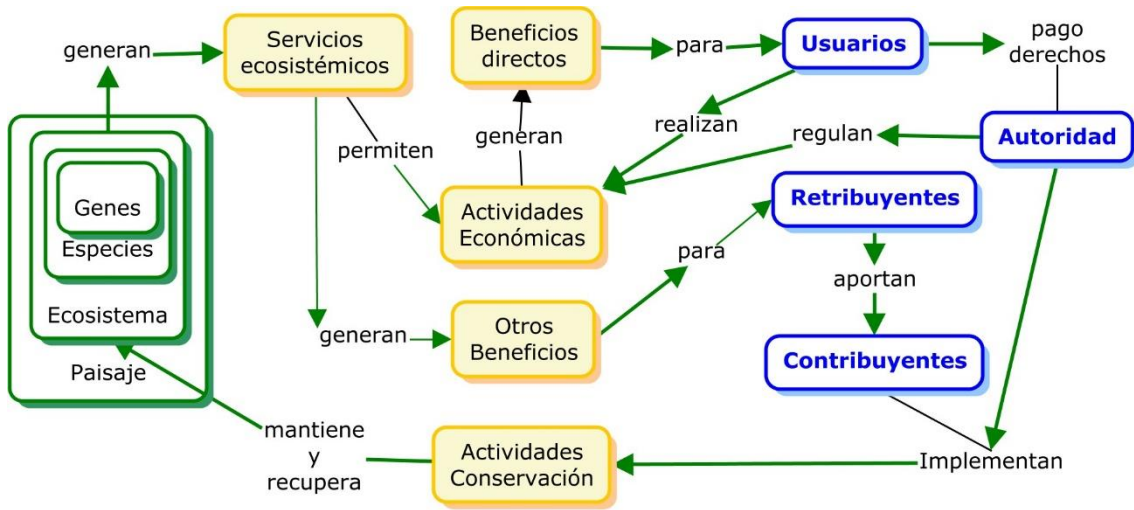 generan
Servicios
ecosistémicos
Beneficios
directos
para
Usuarios
pago
derechos
permiten
generan
realizan
regulan
Autoridad
Genes
Especies
Ecosistema
Paisaje
Actividades
Económicas
Retribuyentes
para
aportan
generan
Otros
Beneficios
Contribuyentes
mantiene
y
recupera
Actividades
Conservación
Implementan